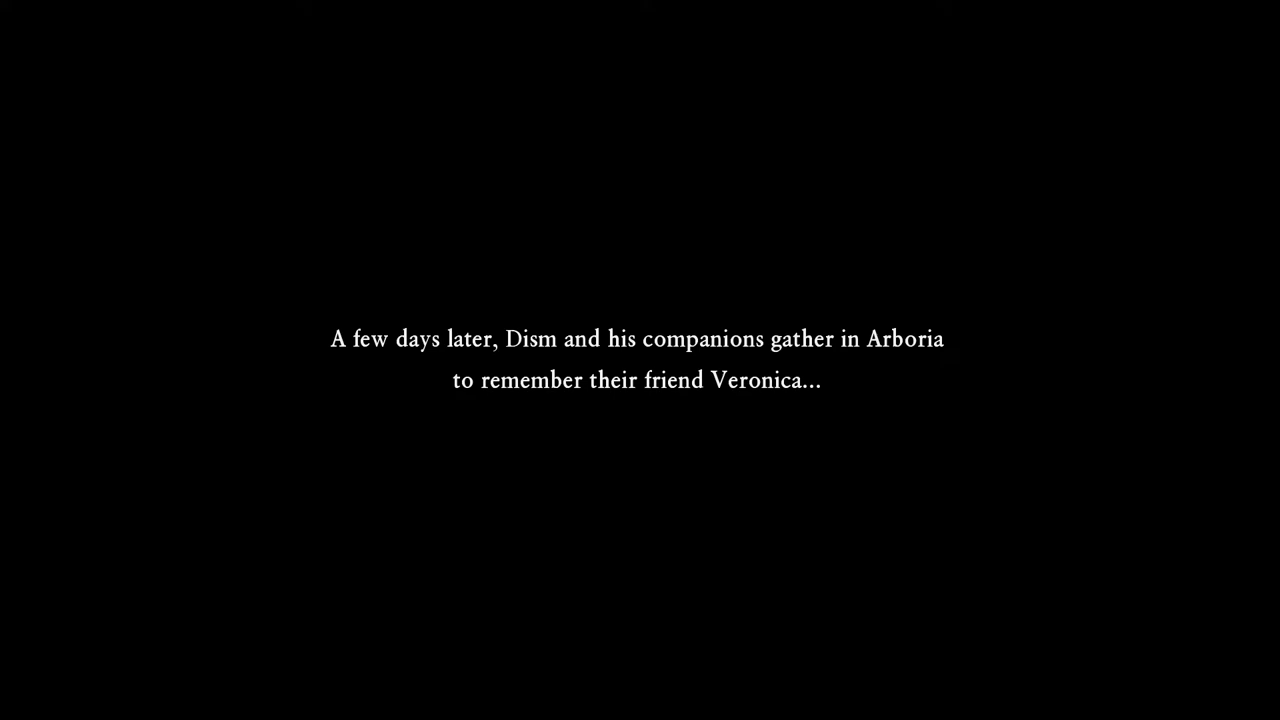 A few days later, Dism and his companions gather in Arboria
to remember their friend Veronica...